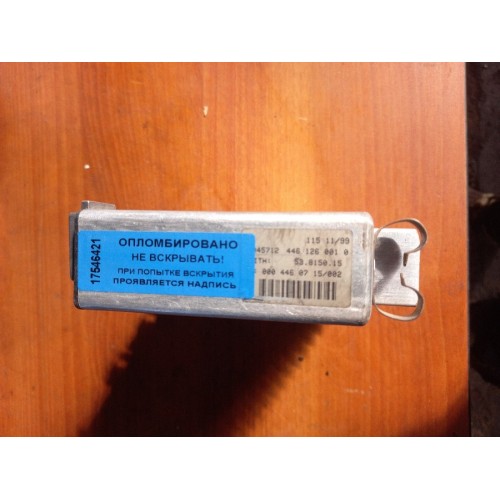 17546421
ОПЛОМБИРОВАНО
НЕ ВСКРЫВАТЬ!
ПРИ ПОПЫТКЕ ВСКРЫТИЯ
ПРОЯВЛЯЕТСЯ НАДПИСЬ
115 11/99
446 126 001 0
53.8150.15
000 446 07 15/002